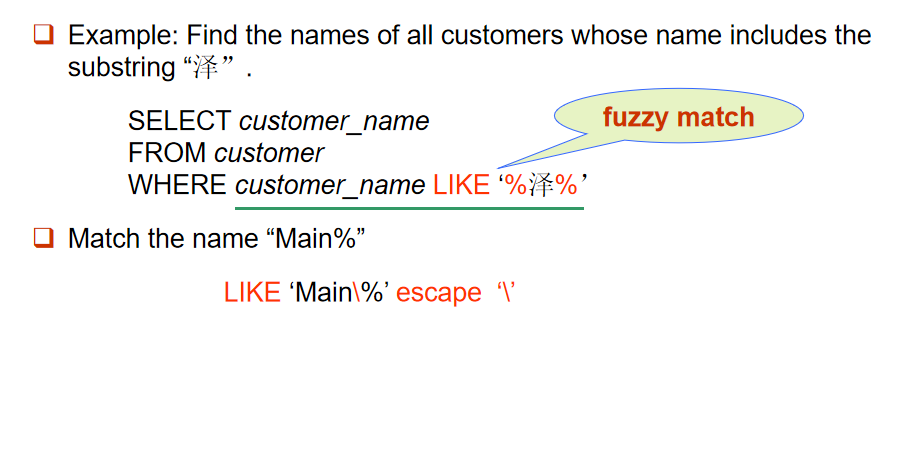 Example: Find the names of all customers whose name includes the
substring “泽” .
SELECT customer_name
fuzzy match
FROM customer
WHERE customer_name LIKE ‘%泽%’
Match the name “Main%”
LIKE ‘Main\%’ escape ‘\’